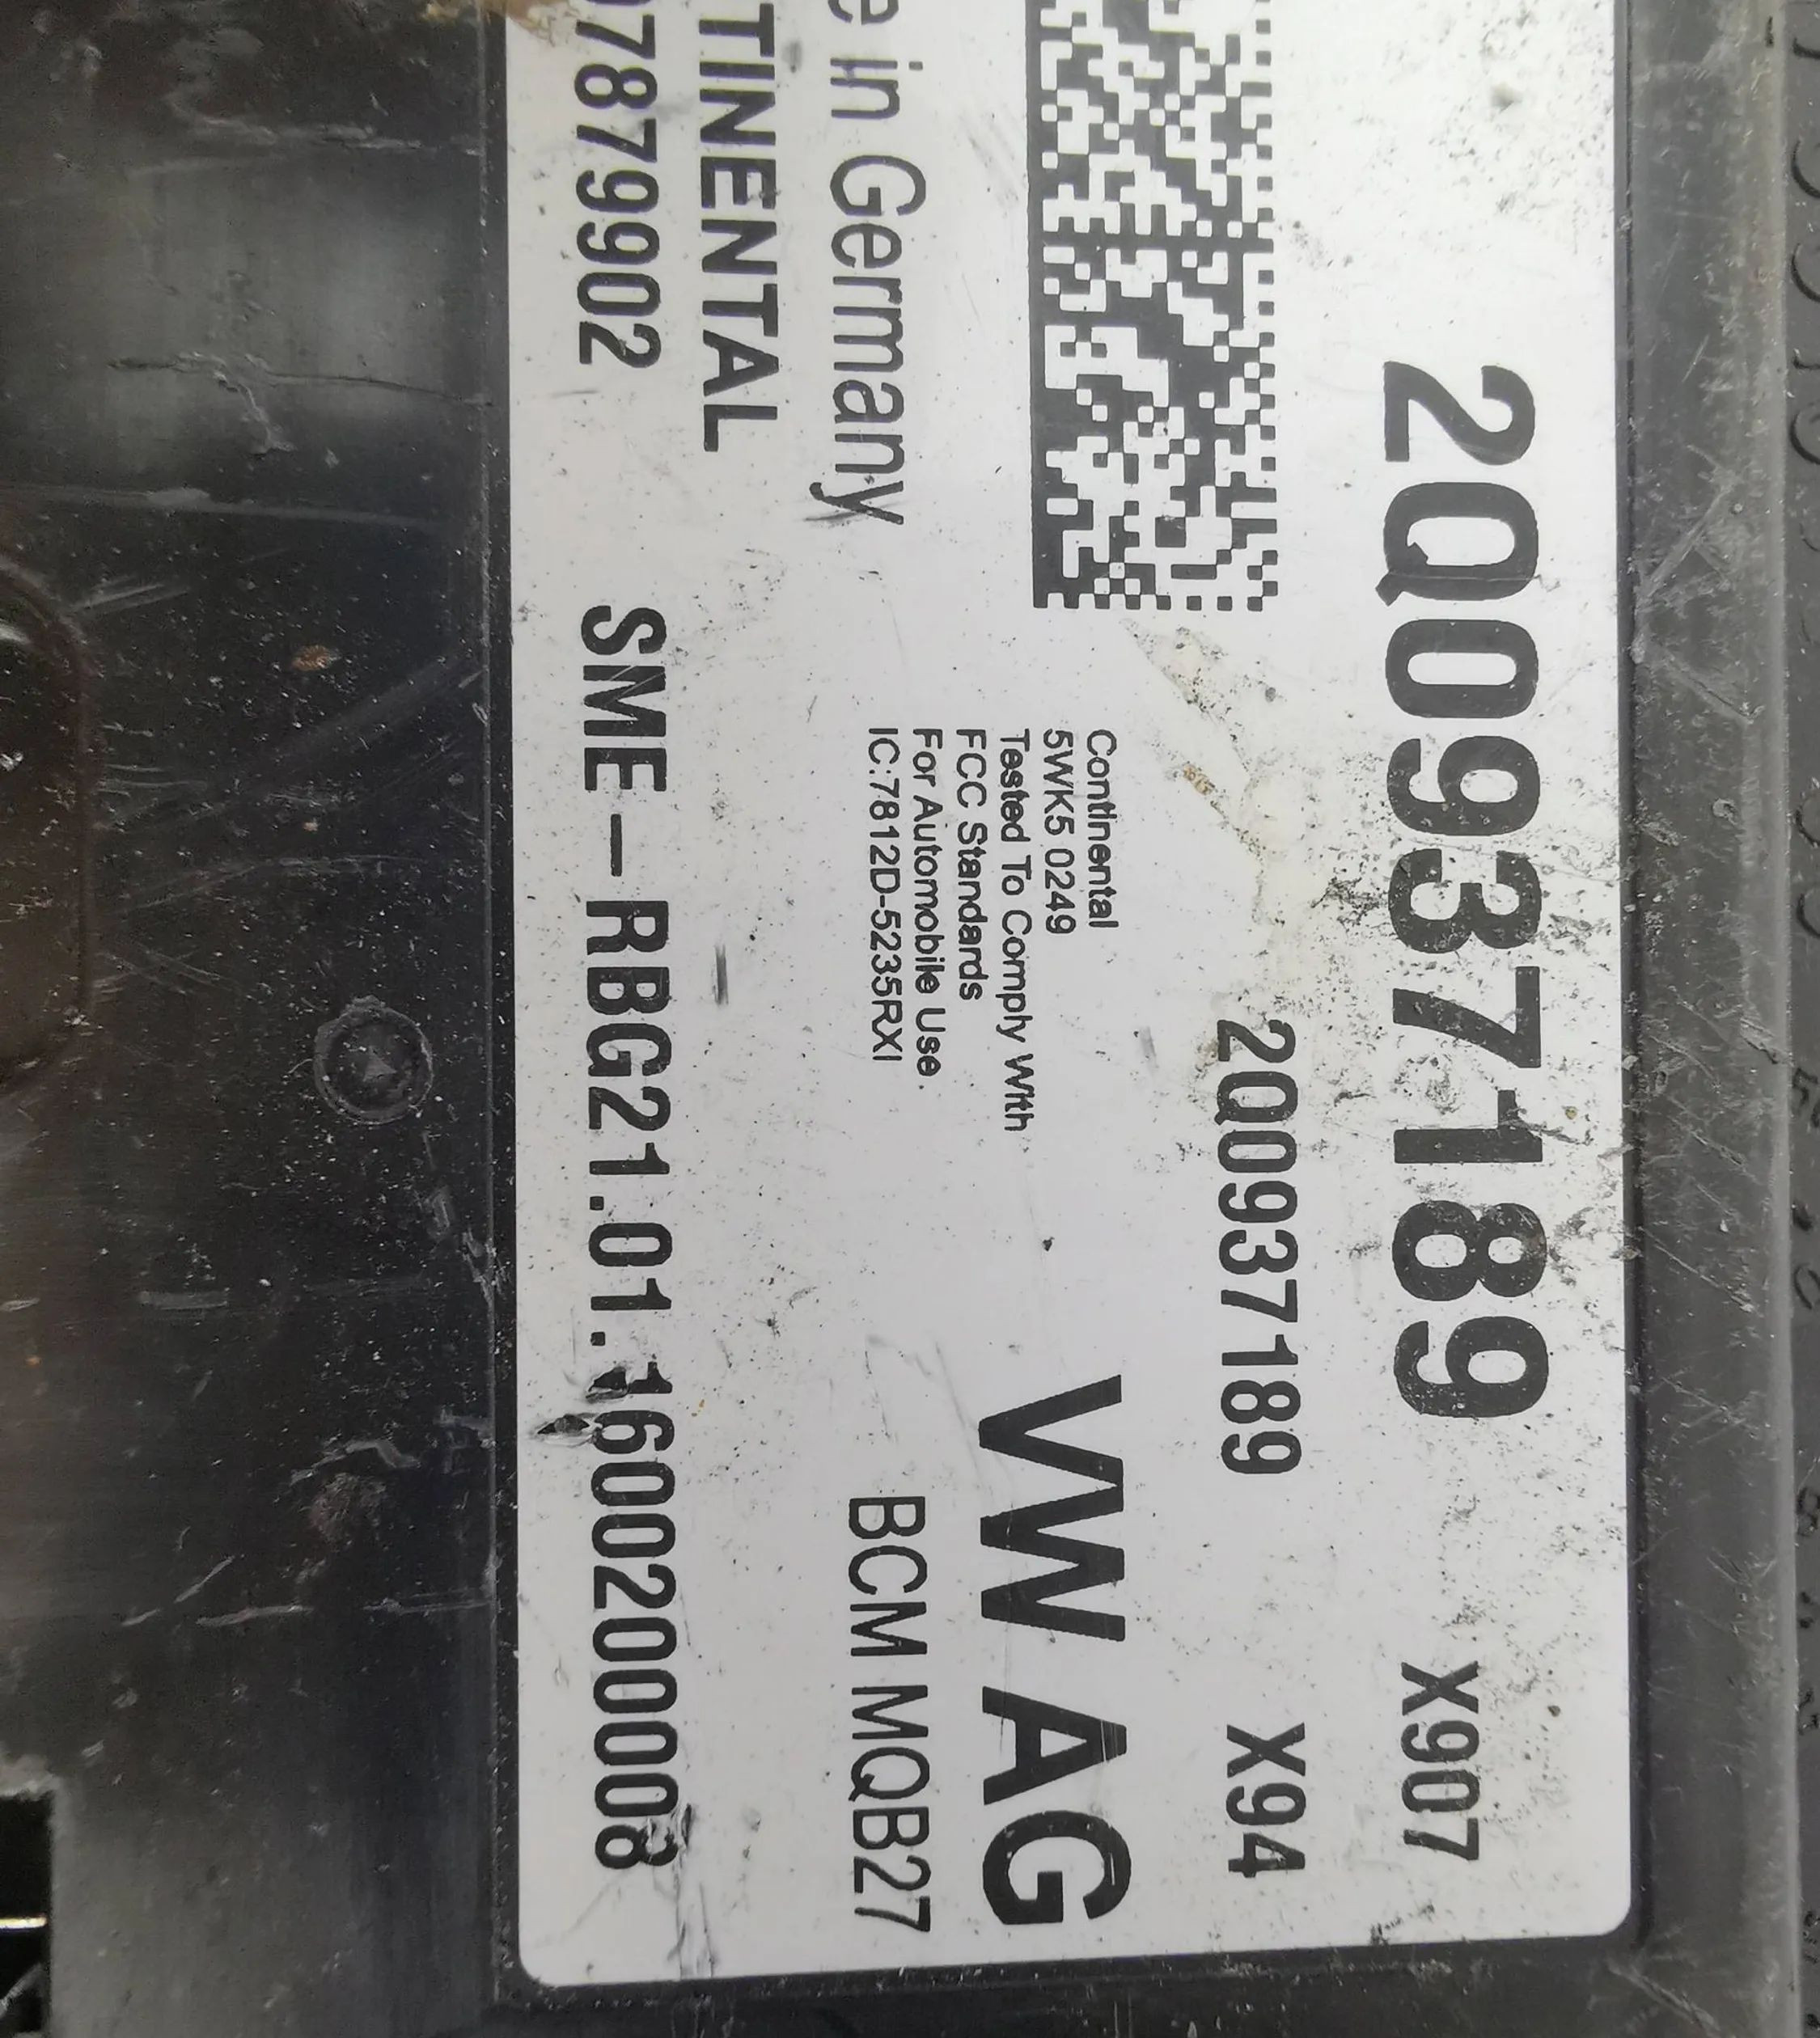 2Q0937189 X907
2Q0937189 X94
Continental
5WK5 0249
Tested To Comply With
FCC Standards
For Automobile Use.
IC:7812D-5235RXI
VW AG
BCM MQB27
e in Germany
TINENTAL
07879902 SME-RBG21.01.1600200008